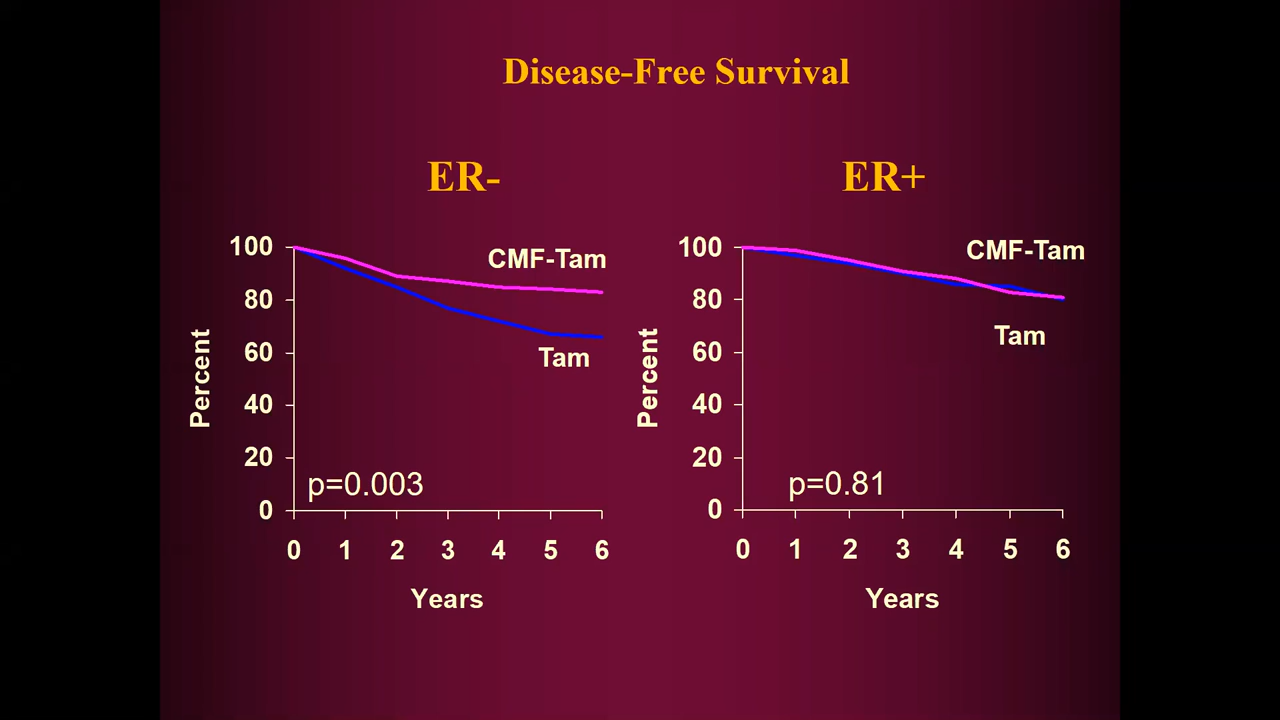 Disease-Free Survival
ER-
ER+
100
80
60
40
20
0
Percent
CMF-Tam
Tam
p=0.003
0 1 2 3 4 5 6
Years
100
80
60
40
20
0
Percent
CMF-Tam
Tam
p=0.81
0 1 2 3 4 5 6
Years